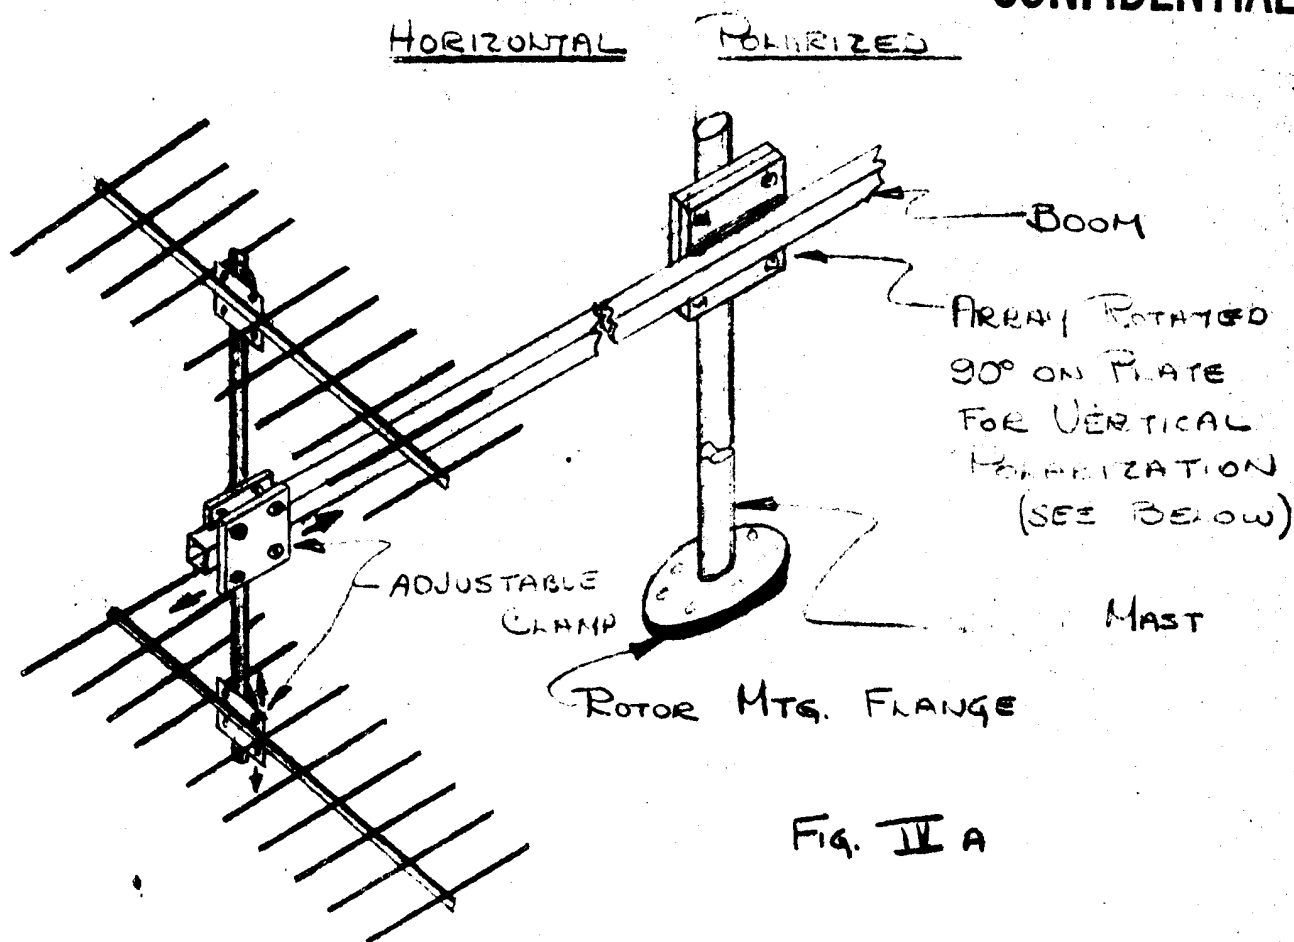 CONFIDENTIAL
HORIZONTAL POLARIZED
BOOM
ARRAY ROTATED
90° ON PLATE
FOR VERTICAL
POLARIZATION
(SEE BELOW)
ADJUSTABLE
CLAMP
MAST
ROTOR MTG. FLANGE
FIG. IV A